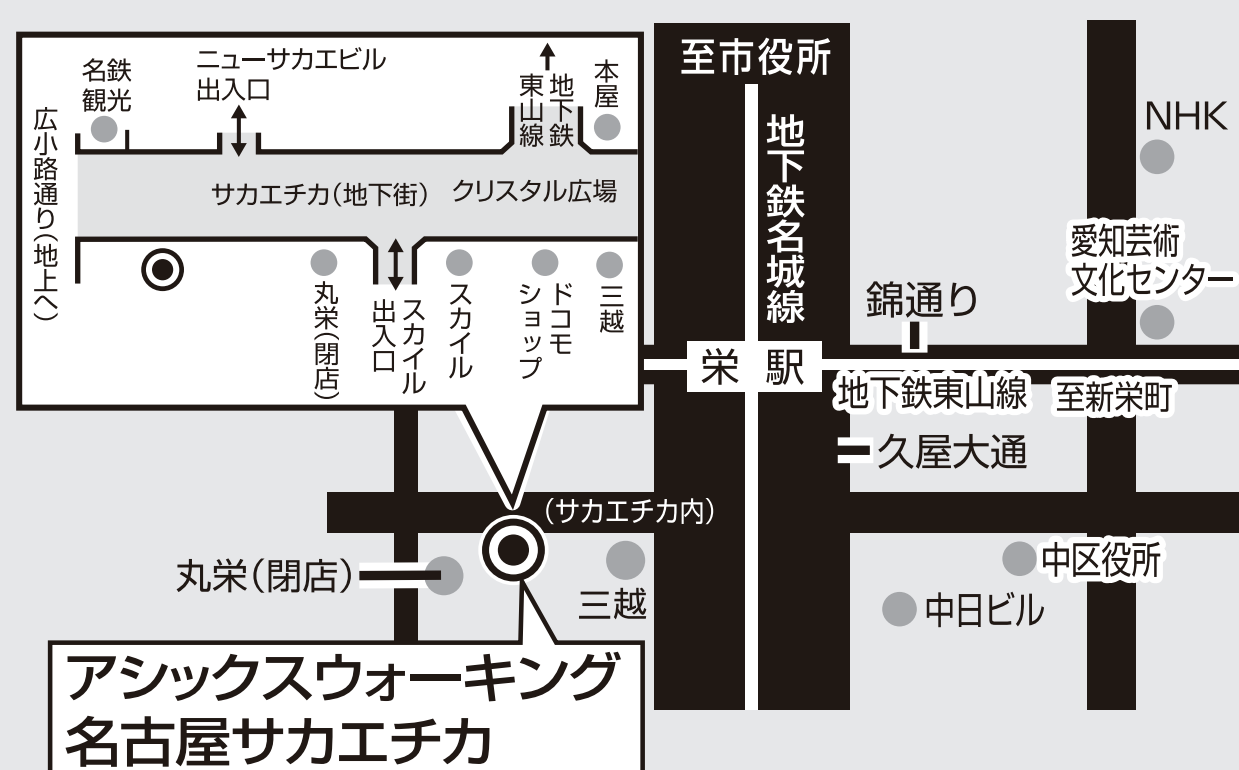 名鉄
観光
ニューサカエビル
出入口
地下鉄
東山線
本屋
広小路通り（地上へ）
サカエチカ（地下街）
クリスタル広場
丸栄（閉店）
スカイル
出入口
スカイル
ドコモ
ショップ
三越
至市役所
地下鉄名城線
NHK
愛知芸術
文化センター
錦通り
栄 駅
地下鉄東山線
至新栄町
久屋大通
（サカエチカ内）
丸栄（閉店）
三越
中区役所
中日ビル
アシックスウォーキング
名古屋サカエチカ